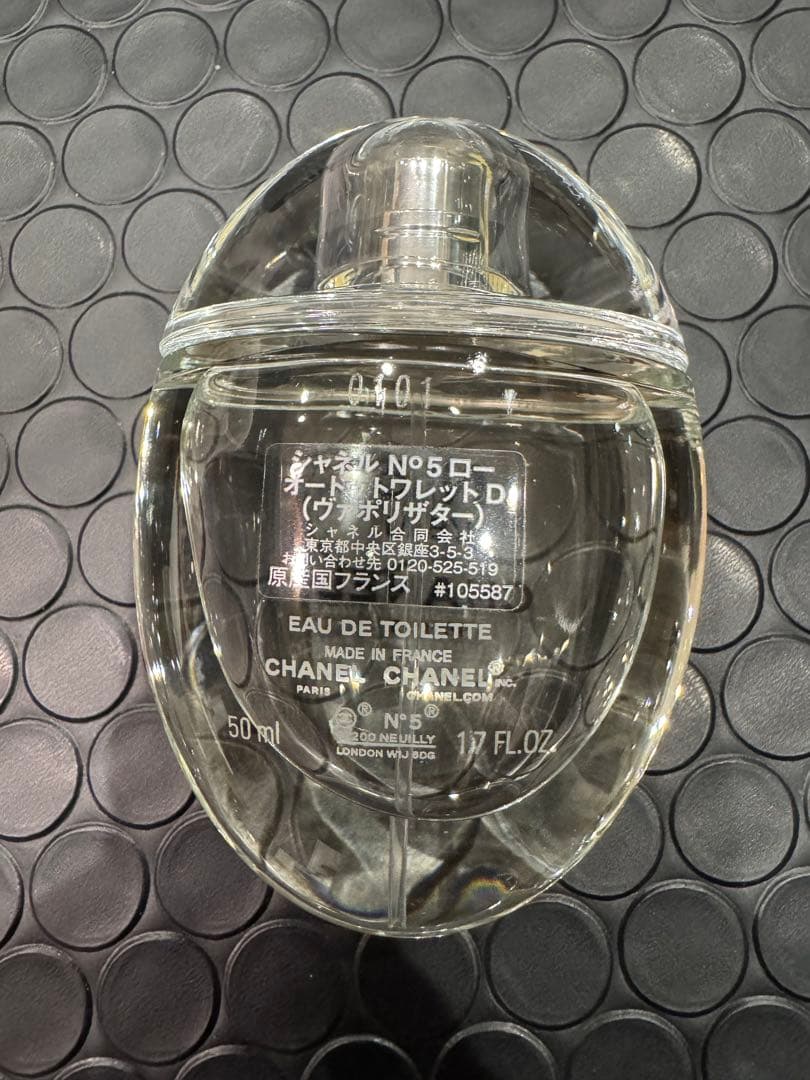 0101
シャネル N°5 ロー
オードゥトワレット D
(ヴァポリザター)
シャネル合同会社
東京都中央区銀座3-5-3
お問い合わせ先 0120-525-519
原産国フランス #105587
EAU DE TOILETTE
MADE IN FRANCE
CHANEL CHANEL® INC.
PARIS CHANEL.COM
® N°5®
50 ml 200 NEUILLY 1.7 FL.OZ.
LONDON W1J 6DG